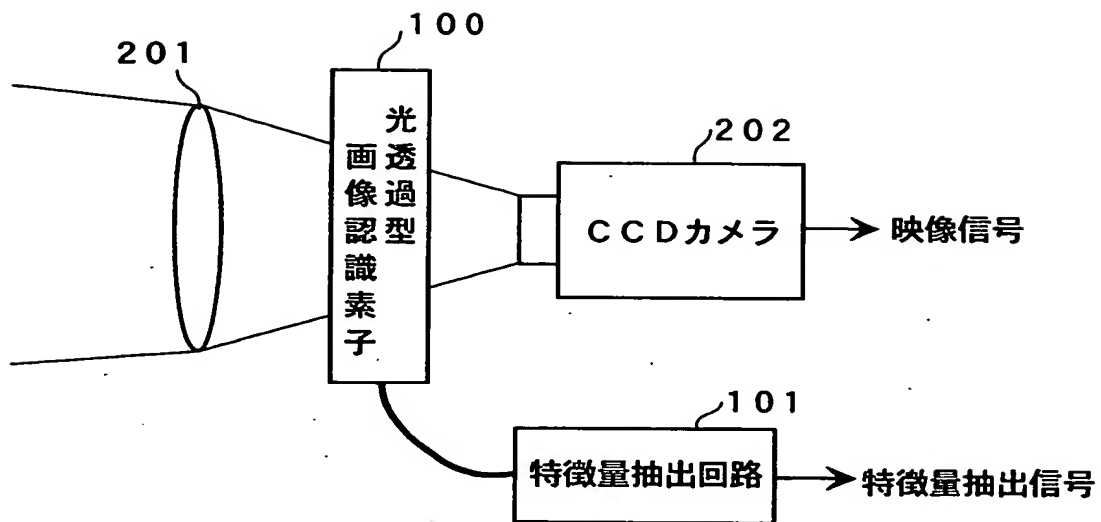 １００
２０１
光透過型
画像認識素子
２０２
ＣＣＤカメラ
映像信号
１０１
特徴量抽出回路
特徴量抽出信号